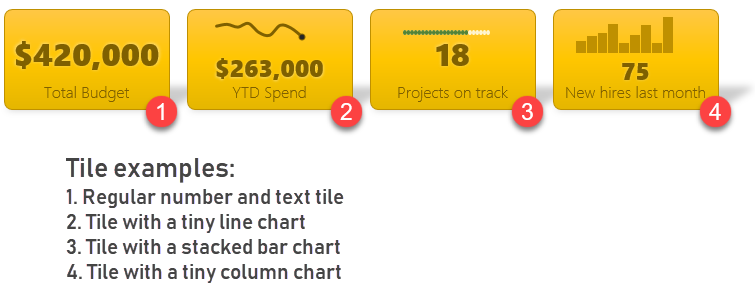 $420,000
Total Budget
1
$263,000
YTD Spend
2
18
Projects on track
3
75
New hires last month
4
Tile examples:
1. Regular number and text tile
2. Tile with a tiny line chart
3. Tile with a stacked bar chart
4. Tile with a tiny column chart